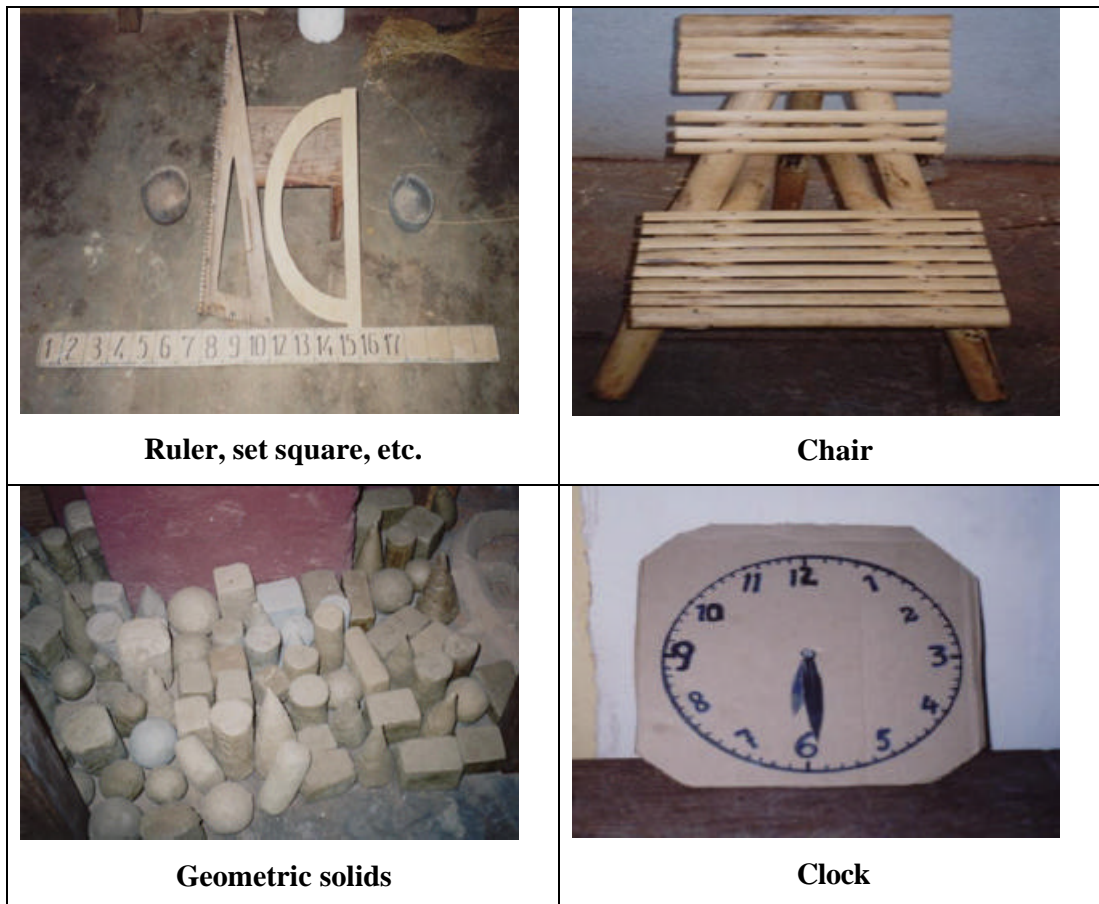 1 2 3 4 5 6 7 8 9 10 12 13 14 15 16 17
Ruler, set square, etc.
Chair
Geometric solids
11 12 1
10 2
9 3
8 4
7 6 5
Clock